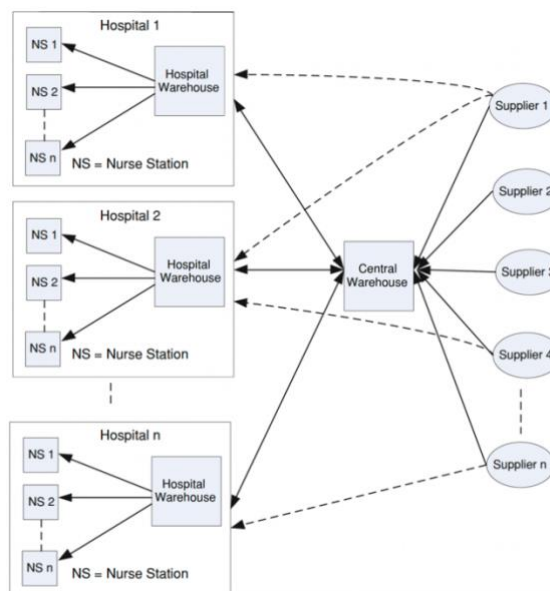 Hospital 1
NS 1
NS 2
NS n
Hospital
Warehouse
NS = Nurse Station
Hospital 2
NS 1
NS 2
NS n
Hospital
Warehouse
NS = Nurse Station
Hospital n
NS 1
NS 2
NS n
Hospital
Warehouse
NS = Nurse Station
Central
Warehouse
Supplier 1
Supplier 2
Supplier 3
Supplier 4
Supplier n